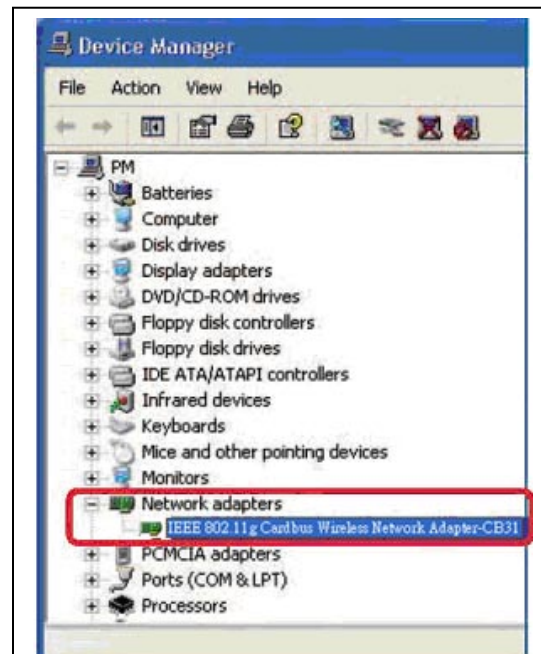 Device Manager
File Action View Help
PM
Batteries
Computer
Disk drives
Display adapters
DVD/CD-ROM drives
Floppy disk controllers
Floppy disk drives
IDE ATA/ATAPI controllers
Infrared devices
Keyboards
Mice and other pointing devices
Monitors
Network adapters
IEEE 802.11g Cardbus Wireless Network Adapter-CB31
PCMCIA adapters
Ports (COM & LPT)
Processors